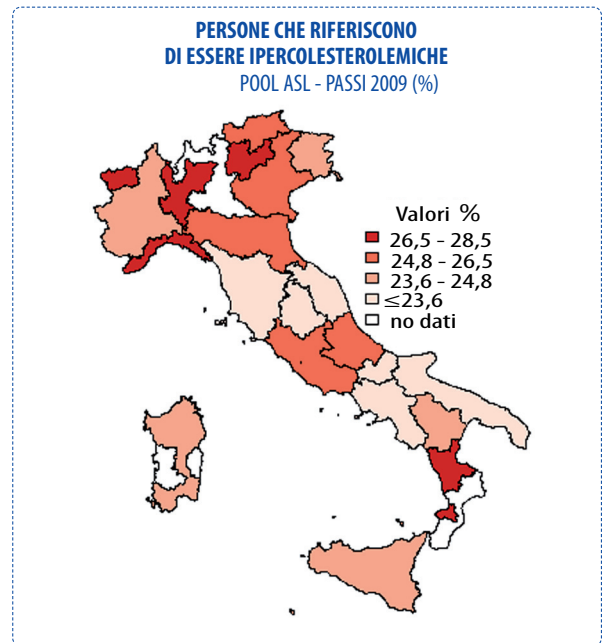 PERSONE CHE RIFERISCONO
DI ESSERE IPERCOLESTEROLEMICHE
POOL ASL - PASSI 2009 (%)
Valori %
26,5 - 28,5
24,8 - 26,5
23,6 - 24,8
≤23,6
no dati